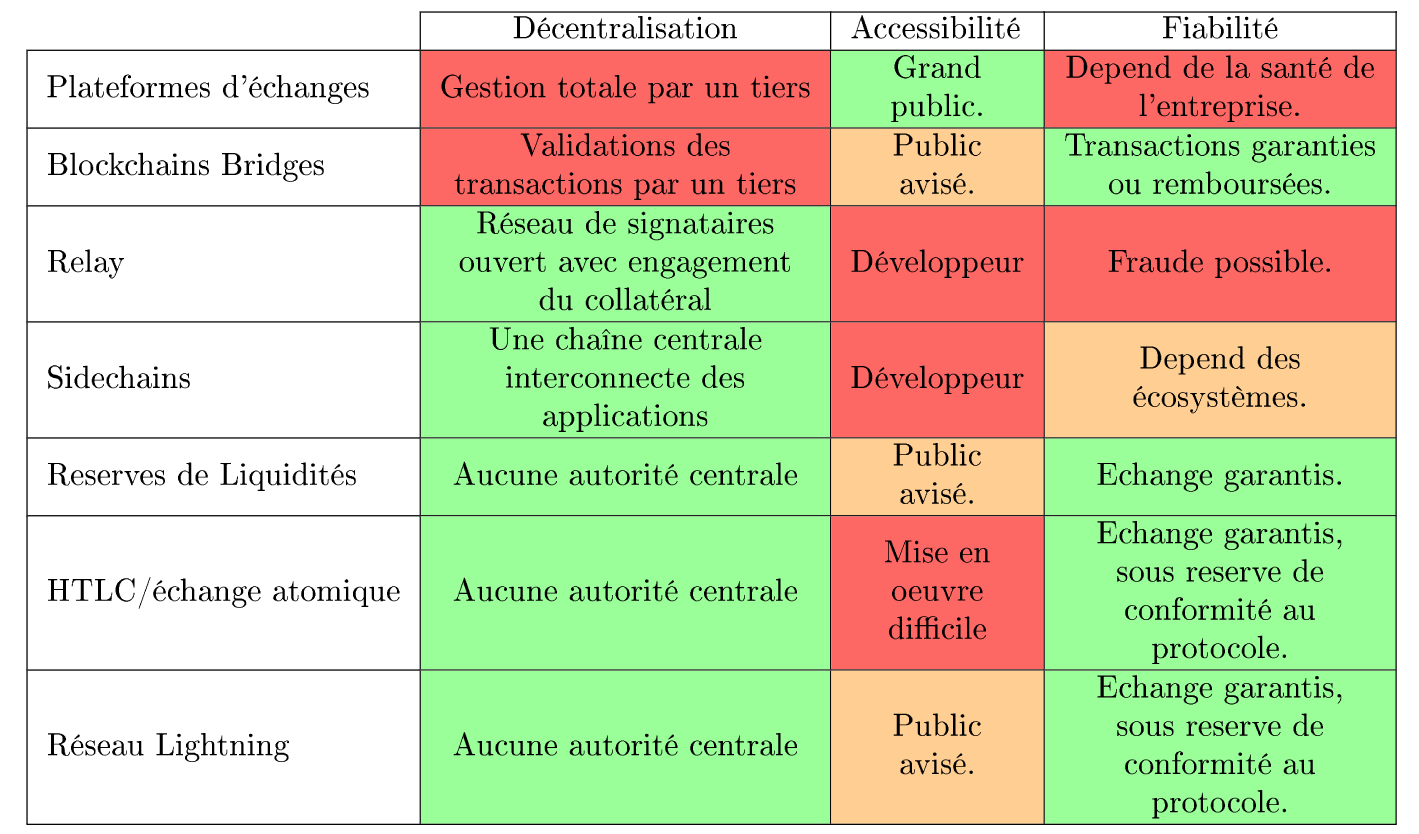 Décentralisation Accessibilité Fiabilité
Plateformes d'échanges
Gestion totale par un tiers
Grand
public.
Depend de la santé de
l'entreprise.
Blockchains Bridges
Validations des
transactions par un tiers
Public
avisé.
Transactions garanties
ou remboursées.
Relay
Réseau de signataires
ouvert avec engagement
du collatéral
Développeur
Fraude possible.
Sidechains
Une chaîne centrale
interconnecte des
applications
Développeur
Depend des
écosystèmes.
Reserves de Liquidités
Aucune autorité centrale
Public
avisé.
Echange garantis.
HTLC/échange atomique
Aucune autorité centrale
Mise en
oeuvre
difficile
Echange garantis,
sous reserve de
conformité au
protocole.
Réseau Lightning
Aucune autorité centrale
Public
avisé.
Echange garantis,
sous reserve de
conformité au
protocole.